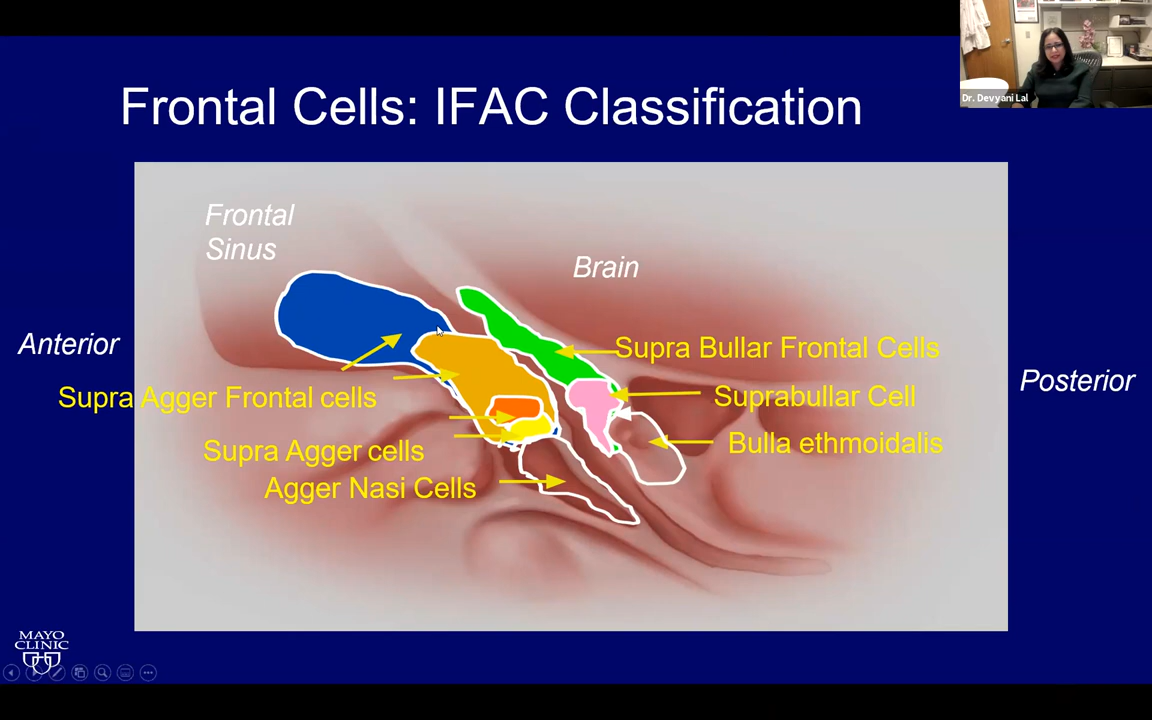 Dr. Devyani Lal
Frontal Cells: IFAC Classification
Frontal
Sinus
Brain
Anterior
Supra Bullar Frontal Cells
Posterior
Supra Agger Frontal cells
Suprabullar Cell
Bulla ethmoidalis
Supra Agger cells
Agger Nasi Cells
MAYO
CLINIC